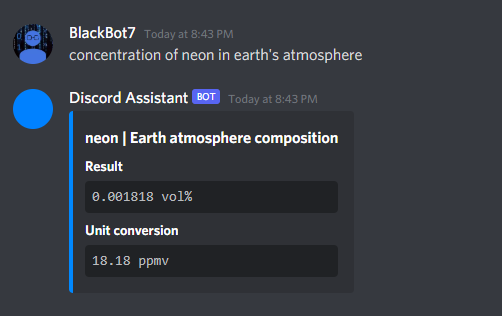 BlackBot7 Today at 8:43 PM
concentration of neon in earth's atmosphere
Discord Assistant BOT Today at 8:43 PM
neon | Earth atmosphere composition
Result
0.001818 vol%
Unit conversion
18.18 ppmv